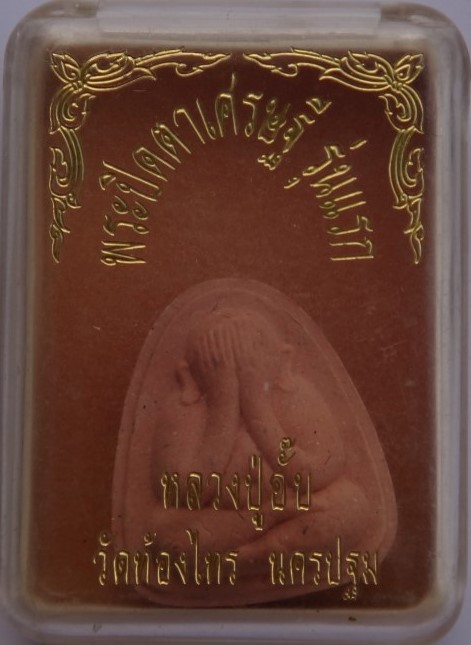 พระปิดตาเศรษฐี รุ่นแรก
หลวงปู่อั๊บ
วัดท้องไทร นครปฐม